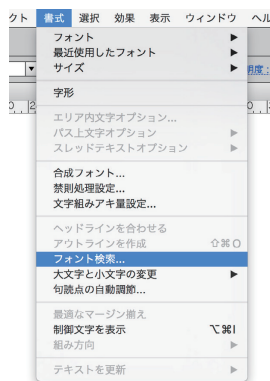 クト 書式 選択 効果 表示 ウィンドウ ヘル
フォント
最近使用したフォント
サイズ
明度:
字形
エリア内文字オプション...
パス上文字オプション
スレッドテキストオプション
合成フォント...
禁則処理設定...
文字組みアキ量設定...
ヘッドラインを合わせる
アウトラインを作成 ⇧⌘O
フォント検索...
大文字と小文字の変更
句読点の自動調節...
最適なマージン揃え
制御文字を表示 ⌥⌘I
組み方向
テキストを更新